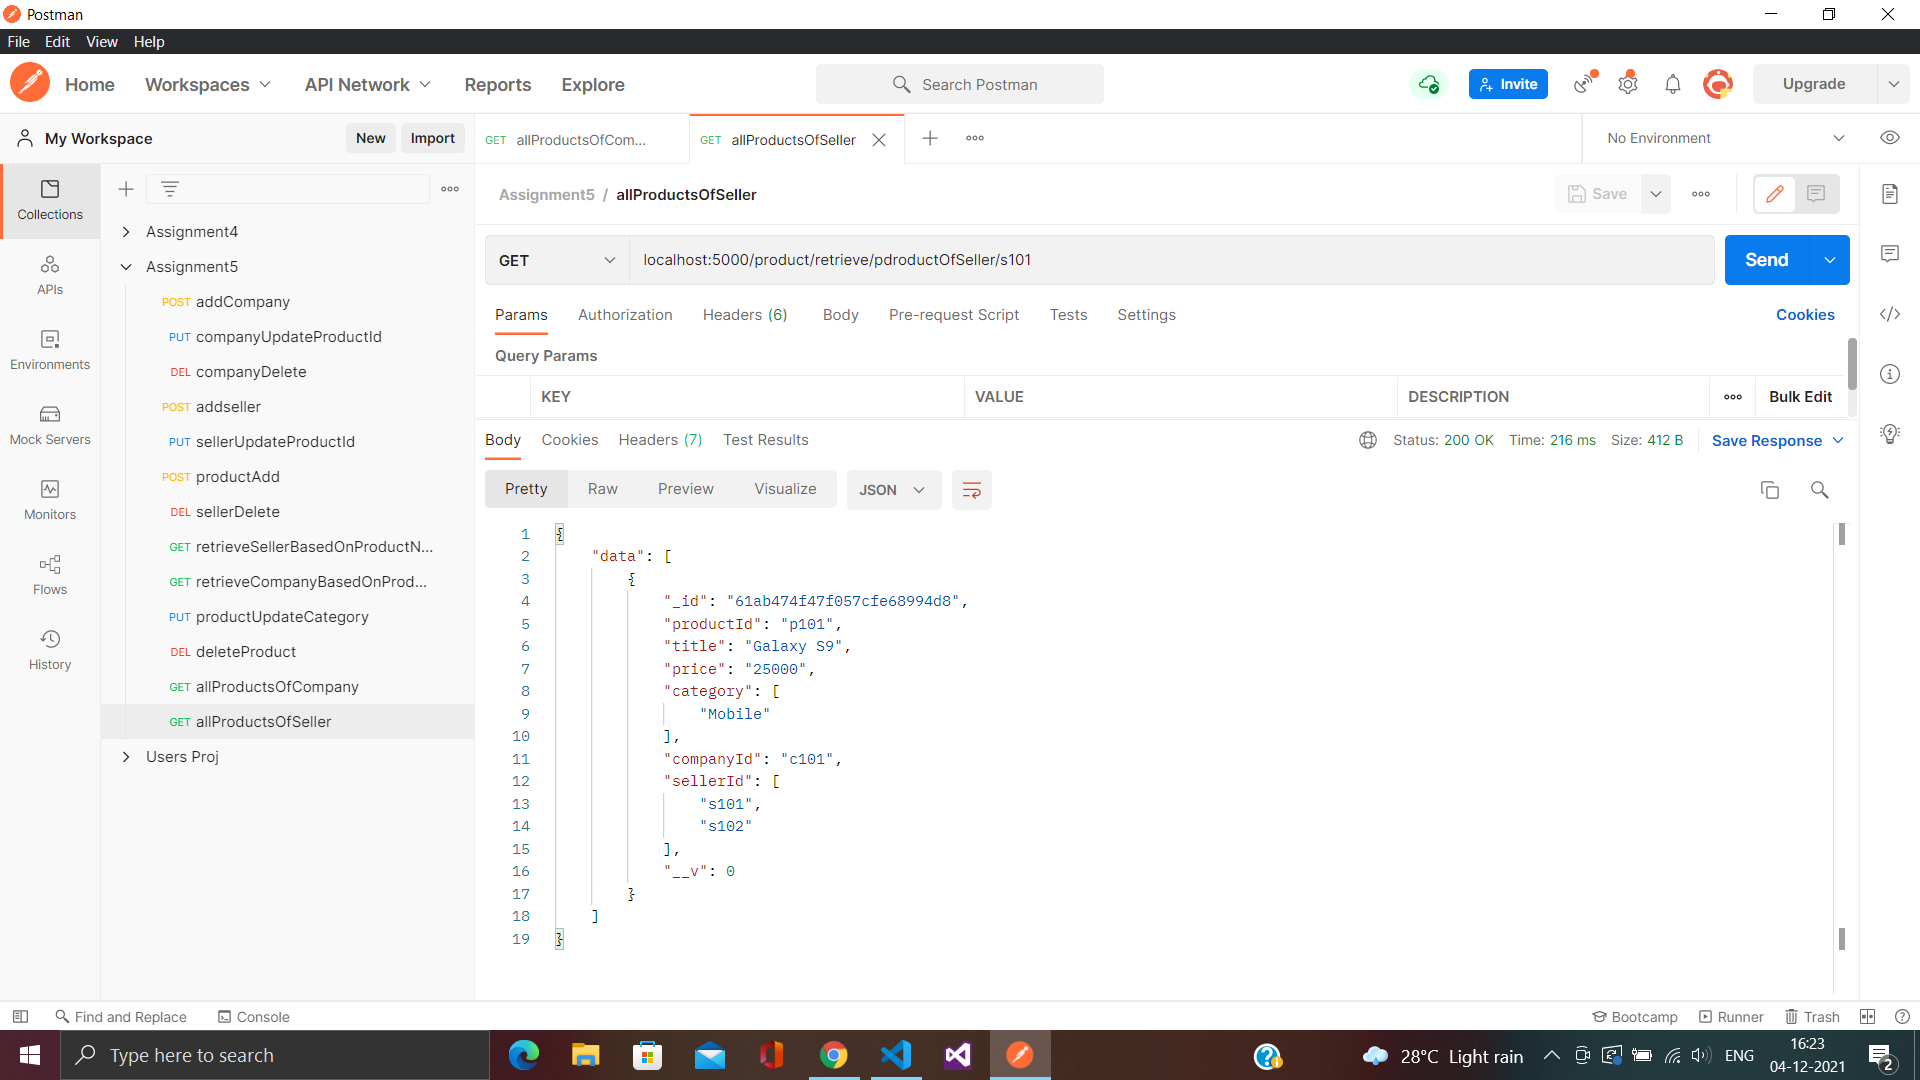 Postman
File Edit View Help
Home Workspaces API Network Reports Explore Search Postman Invite Upgrade
My Workspace New Import GET allProductsOfCom... GET allProductsOfSeller No Environment
Collections
APIs
Environments
Mock Servers
Monitors
Flows
History
Assignment4
Assignment5
POST addCompany
PUT companyUpdateProductId
DEL companyDelete
POST addseller
PUT sellerUpdateProductId
POST productAdd
DEL sellerDelete
GET retrieveSellerBasedOnProductN...
GET retrieveCompanyBasedOnProd...
PUT productUpdateCategory
DEL deleteProduct
GET allProductsOfCompany
GET allProductsOfSeller
Users Proj
Assignment5 / allProductsOfSeller Save
GET localhost:5000/product/retrieve/pdroductOfSeller/s101 Send
Params Authorization Headers (6) Body Pre-request Script Tests Settings Cookies
Query Params
KEY VALUE DESCRIPTION Bulk Edit
Body Cookies Headers (7) Test Results Status: 200 OK Time: 216 ms Size: 412 B Save Response
Pretty Raw Preview Visualize JSON
1 {
2 "data": [
3 {
4 "_id": "61ab474f47f057cfe68994d8",
5 "productId": "p101",
6 "title": "Galaxy S9",
7 "price": "25000",
8 "category": [
9 "Mobile"
10 ],
11 "companyId": "c101",
12 "sellerId": [
13 "s101",
14 "s102"
15 ],
16 "__v": 0
17 }
18 ]
19 }
Find and Replace Console Bootcamp Runner Trash
Type here to search 28°C Light rain ENG 16:23
04-12-2021 2